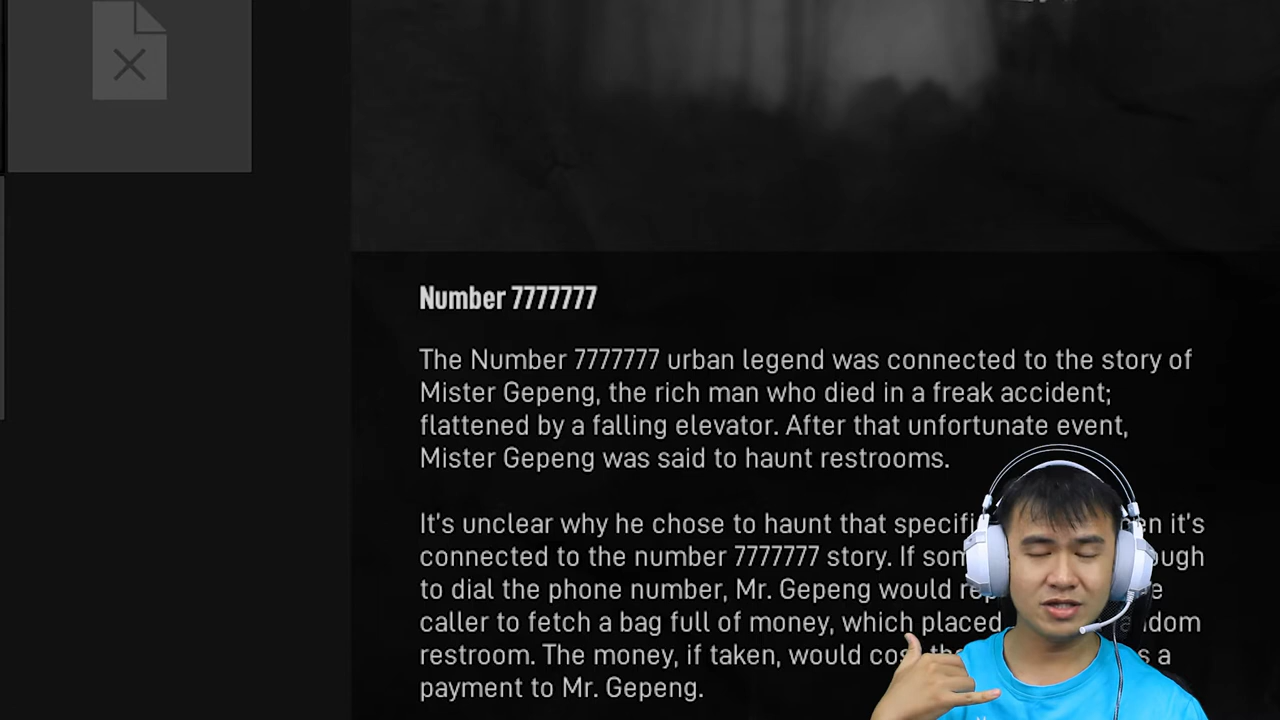 Number 7777777
The Number 7777777 urban legend was connected to the story of
Mister Gepeng, the rich man who died in a freak accident;
flattened by a falling elevator. After that unfortunate event,
Mister Gepeng was said to haunt restrooms.
It's unclear why he chose to haunt that specific it's
connected to the number 7777777 story. If
to dial the phone number, Mr. Gepeng would
caller to fetch a bag full of money, which placed
restroom. The money, if taken, would a
payment to Mr. Gepeng.